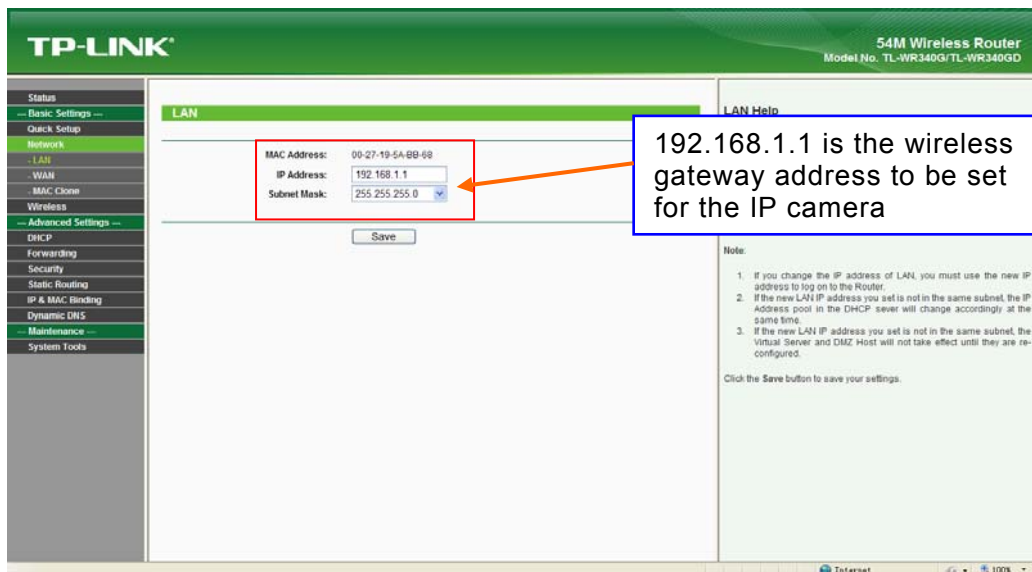 TP-LINK®
54M Wireless Router
Model No. TL-WR340G/TL-WR340GD
Status
--- Basic Settings ---
Quick Setup
Network
- LAN
- WAN
- MAC Clone
Wireless
--- Advanced Settings ---
DHCP
Forwarding
Security
Static Routing
IP & MAC Binding
Dynamic DNS
--- Maintenance ---
System Tools
LAN
MAC Address: 00-27-19-5A-BB-68
IP Address: 192.168.1.1
Subnet Mask: 255.255.255.0
Save
LAN Help
192.168.1.1 is the wireless
gateway address to be set
for the IP camera
Note:
1. If you change the IP address of LAN, you must use the new IP
address to log on to the Router.
2. If the new LAN IP address you set is not in the same subnet, the IP
Address pool in the DHCP sever will change accordingly at the
same time.
3. If the new LAN IP address you set is not in the same subnet, the
Virtual Server and DMZ Host will not take effect until they are re-
configured.
Click the Save button to save your settings.
Internet
100%